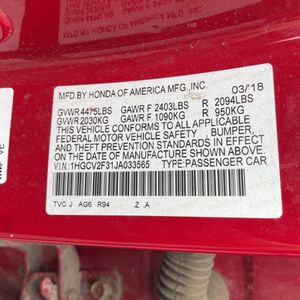 MFD.BY HONDA OF AMERICA MFG.,INC. 03/'18
GVWR 4475LBS GAWR F 2403LBS R 2094LBS
GVWR 2030KG GAWR F 1090KG R 950KG
THIS VEHICLE CONFORMS TO ALL APPLICABLE
FEDERAL MOTOR VEHICLE SAFETY, BUMPER,
AND THEFT PREVENTION STANDARDS IN EFFECT
ON THE DATE OF MANUFACTURE SHOWN ABOVE.
V.I.N:1HGCV2F31JA033565 TYPE:PASSENGER CAR
TVC J AG6 R94 Z .A